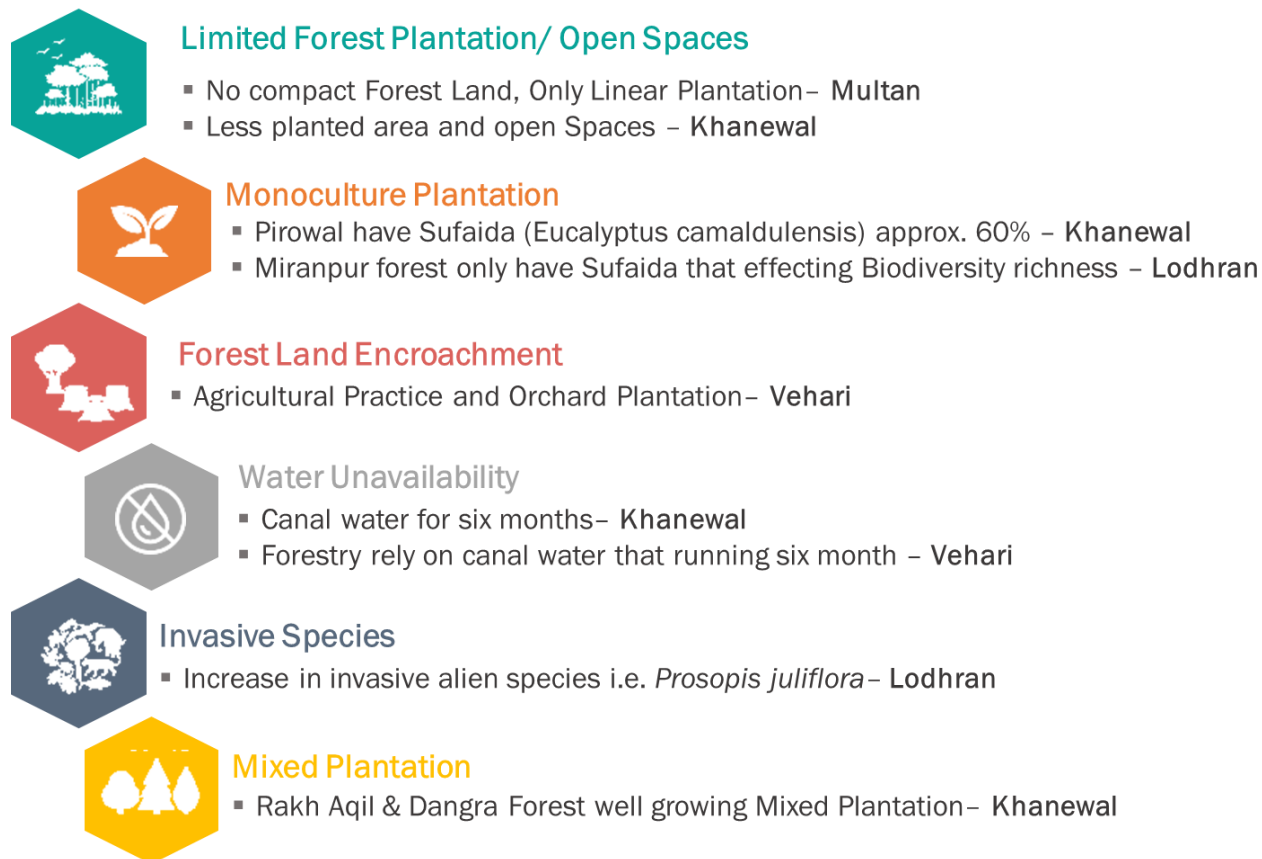 Limited Forest Plantation/ Open Spaces
▪ No compact Forest Land, Only Linear Plantation– Multan
▪ Less planted area and open Spaces – Khanewal
Monoculture Plantation
▪ Pirowal have Sufaida (Eucalyptus camaldulensis) approx. 60% – Khanewal
▪ Miranpur forest only have Sufaida that effecting Biodiversity richness – Lodhran
Forest Land Encroachment
▪ Agricultural Practice and Orchard Plantation– Vehari
Water Unavailability
▪ Canal water for six months– Khanewal
▪ Forestry rely on canal water that running six month – Vehari
Invasive Species
▪ Increase in invasive alien species i.e. Prosopis juliflora– Lodhran
Mixed Plantation
▪ Rakh Aqil & Dangra Forest well growing Mixed Plantation– Khanewal